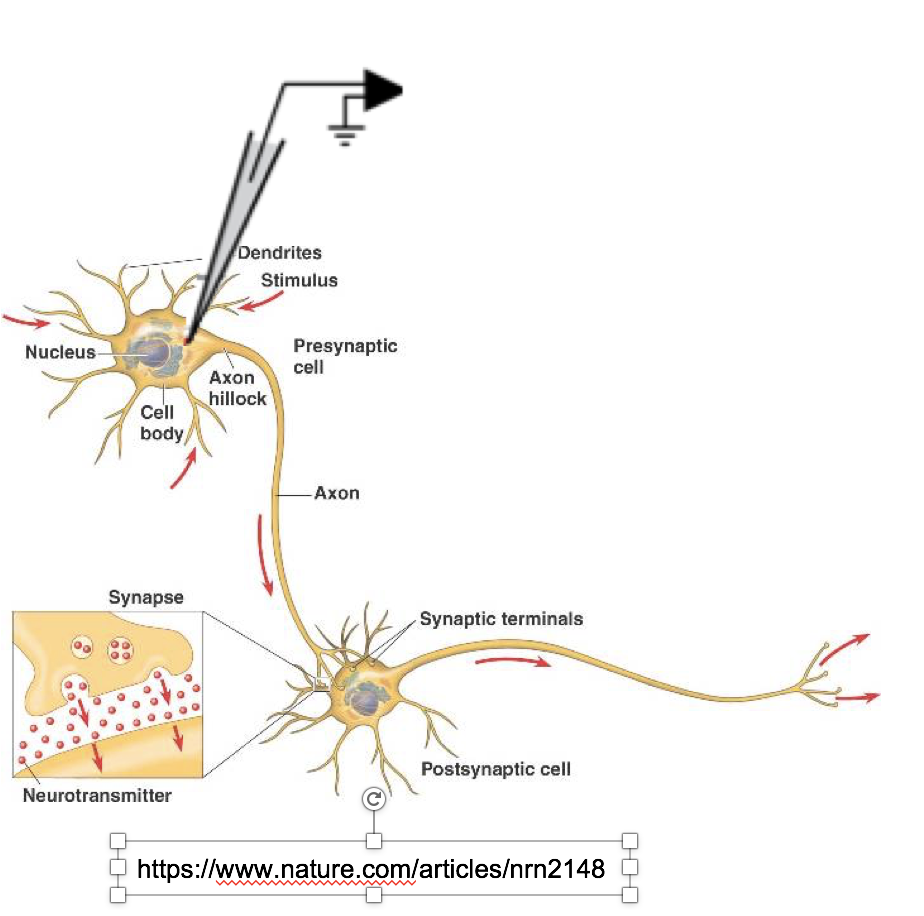 Dendrites
Stimulus
Presynaptic
cell
Nucleus
Axon
hillock
Cell
body
Axon
Synapse
Synaptic terminals
Postsynaptic cell
Neurotransmitter
https://www.nature.com/articles/nrn2148